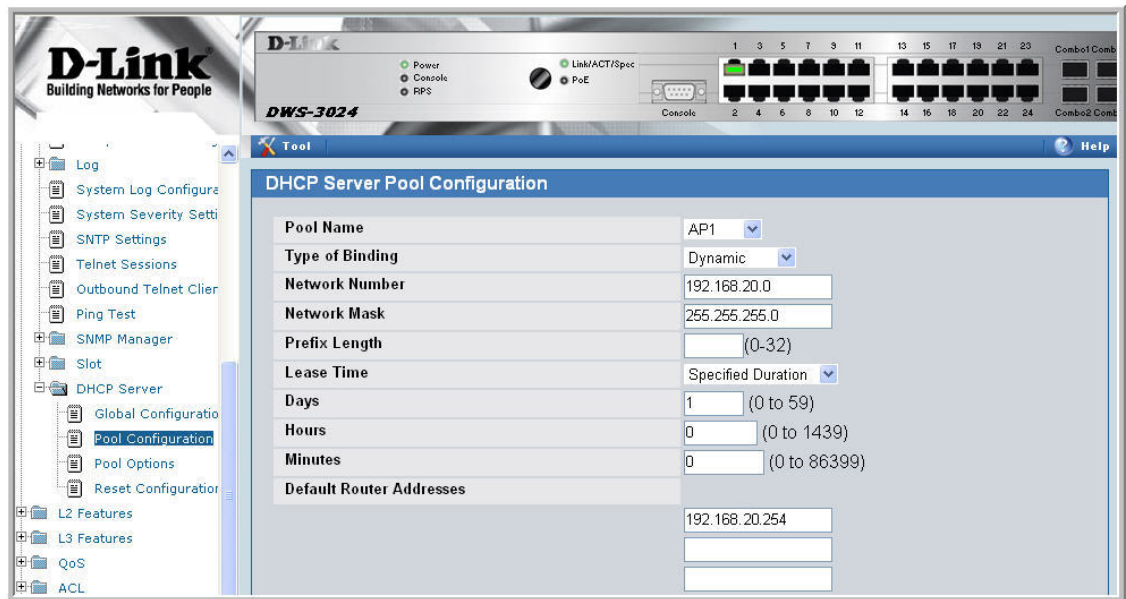 D-Link
Building Networks for People
D-Link
Power
Console
RPS
Link/ACT/Spec
PoE
DWS-3024
Console
1 3 5 7 9 11 13 15 17 19 21 23
2 4 6 8 10 12 14 16 18 20 22 24
Combo1
Combo2
Tool
Help
Log
System Log Configura
System Severity Setti
SNTP Settings
Telnet Sessions
Outbound Telnet Clien
Ping Test
SNMP Manager
Slot
DHCP Server
Global Configuratio
Pool Configuration
Pool Options
Reset Configuration
L2 Features
L3 Features
QoS
ACL
DHCP Server Pool Configuration
Pool Name AP1
Type of Binding Dynamic
Network Number 192.168.20.0
Network Mask 255.255.255.0
Prefix Length (0-32)
Lease Time Specified Duration
Days 1 (0 to 59)
Hours 0 (0 to 1439)
Minutes 0 (0 to 86399)
Default Router Addresses
192.168.20.254